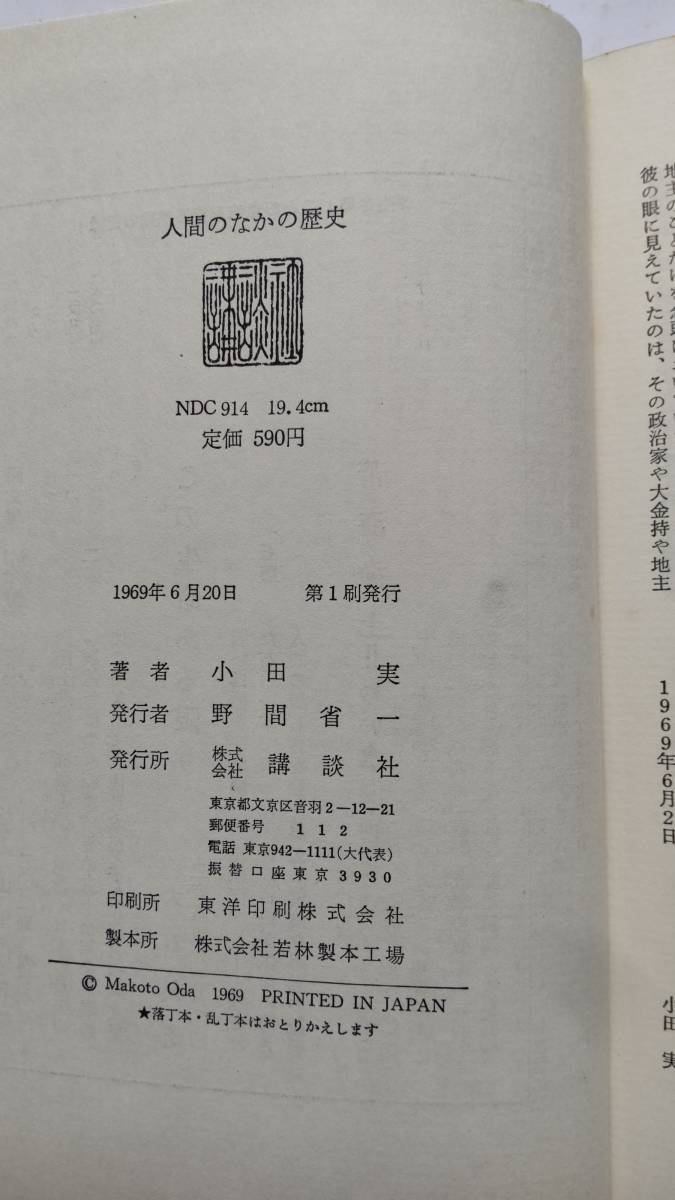 人間のなかの歴史
講談社
NDC 914 19.4cm
定価 590円
1969年6月20日 第1刷発行
著者 小田 実
発行者 野間省一
発行所 株式会社 講談社
東京都文京区音羽2—12—21
郵便番号 112
電話 東京942—1111(大代表)
振替口座東京 3930
印刷所 東洋印刷株式会社
製本所 株式会社若林製本工場
© Makoto Oda 1969 PRINTED IN JAPAN
★落丁本・乱丁本はおとりかえします
彼の眼に見えていたのは、その政治家や大金持や地主
1969年6月2日
小田 実